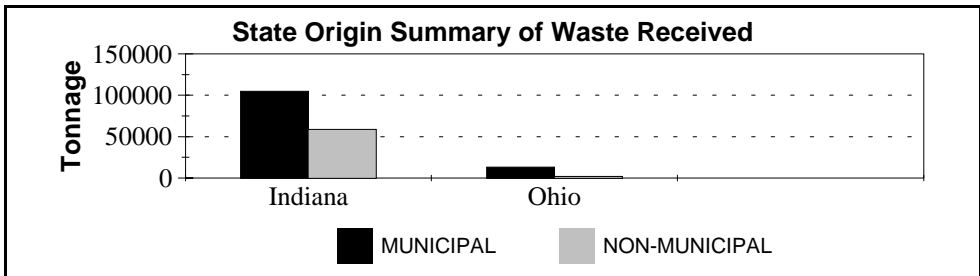 State Origin Summary of Waste Received
Tonnage
150000
100000
50000
0
Indiana
Ohio
MUNICIPAL
NON-MUNICIPAL